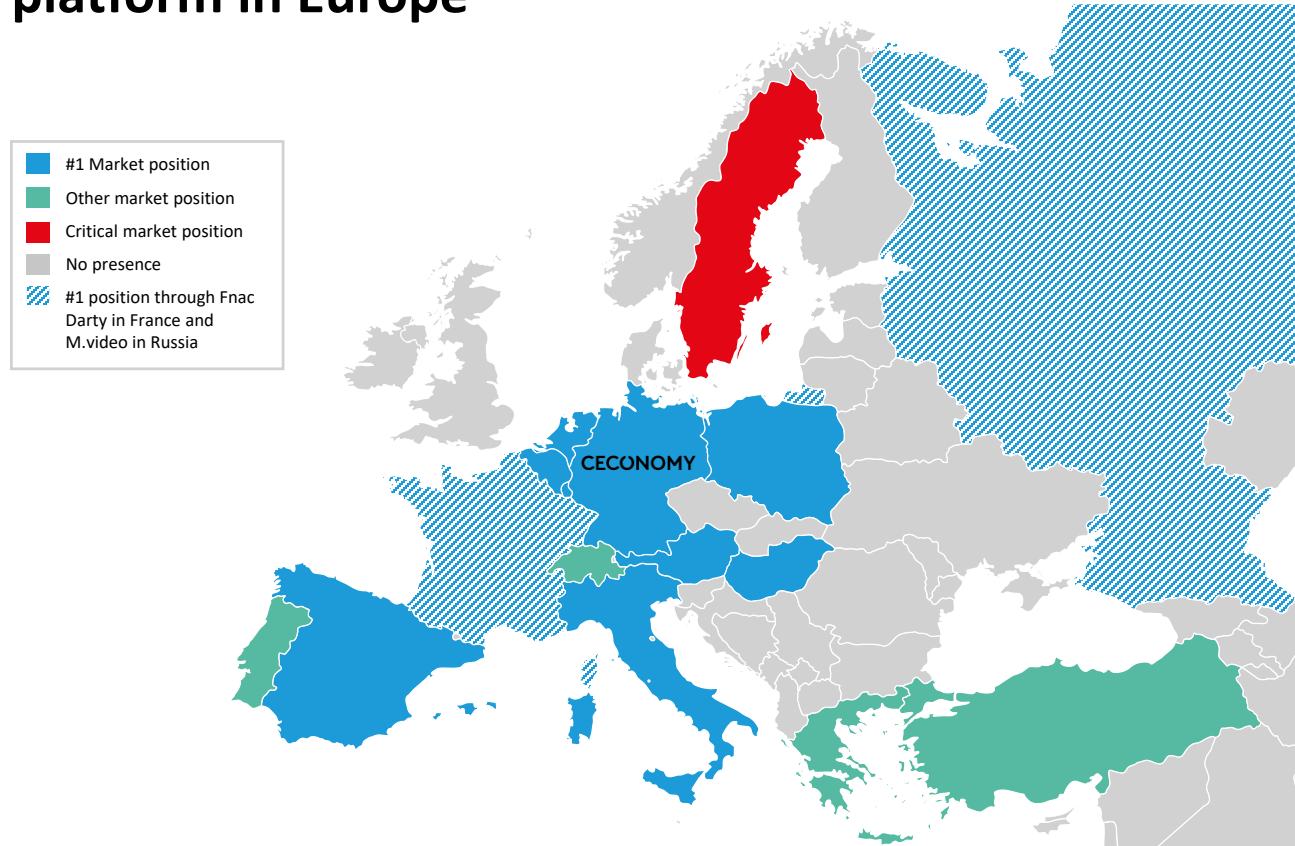 platform in Europe
#1 Market position
Other market position
Critical market position
No presence
#1 position through Fnac
Darty in France and
M.video in Russia
CECONOMY